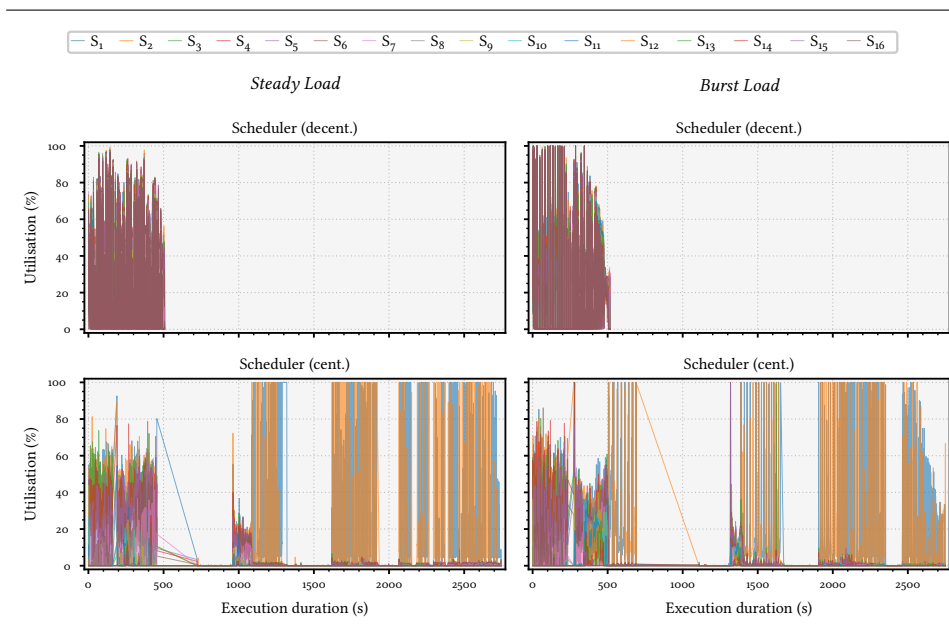 S₁ S₂ S₃ S₄ S₅ S₆ S₇ S₈ S₉ S₁₀ S₁₁ S₁₂ S₁₃ S₁₄ S₁₅ S₁₆
Steady Load
Burst Load
Scheduler (decent.)
Scheduler (decent.)
Utilisation (%)
100
80
60
40
20
0
Scheduler (cent.)
Scheduler (cent.)
Utilisation (%)
100
80
60
40
20
0
0 500 1000 1500 2000 2500
0 500 1000 1500 2000 2500
Execution duration (s)
Execution duration (s)